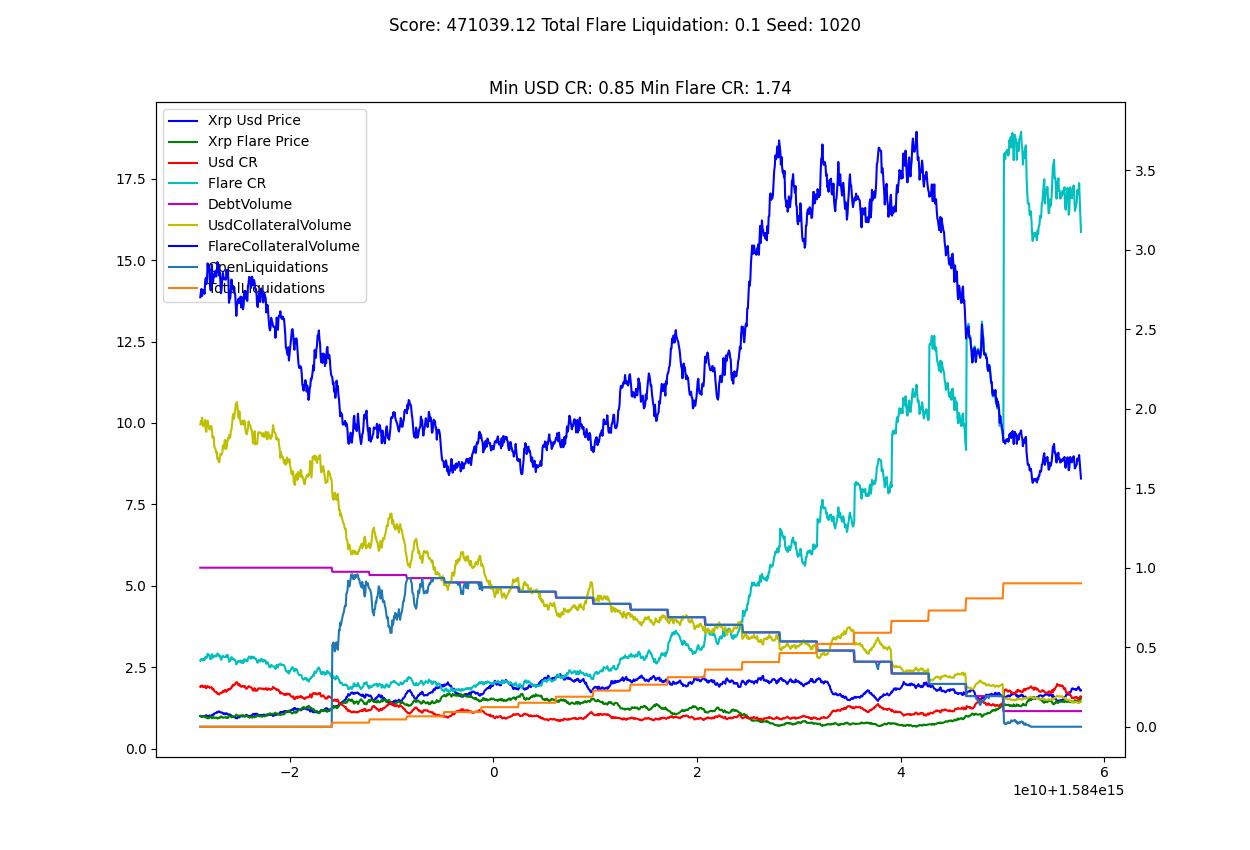 Score: 471039.12 Total Flare Liquidation: 0.1 Seed: 1020
Min USD CR: 0.85 Min Flare CR: 1.74
Xrp Usd Price
Xrp Flare Price
Usd CR
Flare CR
DebtVolume
UsdCollateralVolume
FlareCollateralVolume
OpenLiquidations
TotalLiquidations
17.5
15.0
12.5
10.0
7.5
5.0
2.5
0.0
3.5
3.0
2.5
2.0
1.5
1.0
0.5
0.0
−2 0 2 4 6
1e10+1.584e15